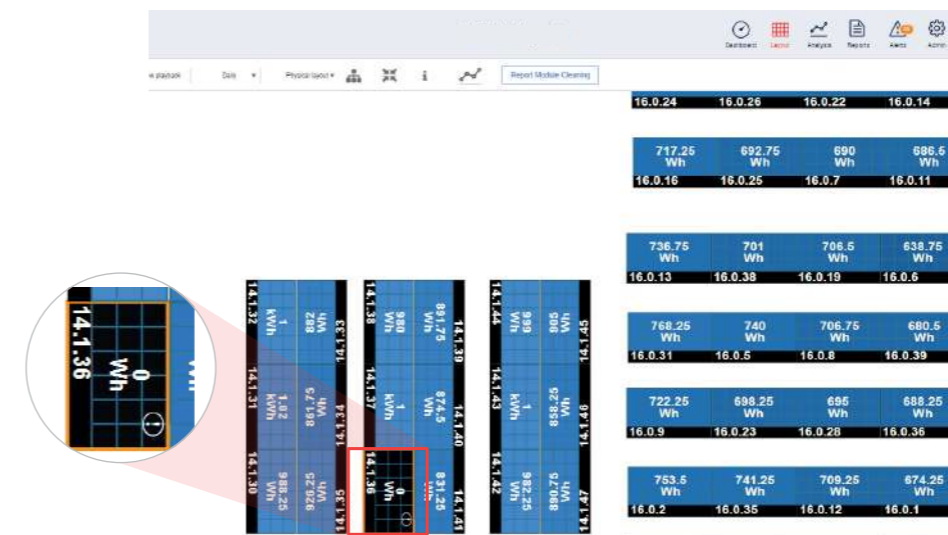 Dashboard
Layout
Analysis
Reports
Alerts
Admin
Daily
Physical layout
i
Report Module Cleaning
16.0.24 16.0.26 16.0.22 16.0.14
717.25 Wh 692.75 Wh 690 Wh 686.5 Wh
16.0.16 16.0.25 16.0.7 16.0.11
736.75 Wh 701 Wh 706.5 Wh 638.75 Wh
16.0.13 16.0.38 16.0.19 16.0.6
768.25 Wh 740 Wh 706.75 Wh 680.5 Wh
16.0.31 16.0.5 16.0.8 16.0.39
722.25 Wh 698.25 Wh 695 Wh 688.25 Wh
16.0.9 16.0.23 16.0.28 16.0.36
753.5 Wh 741.25 Wh 709.25 Wh 674.25 Wh
16.0.2 16.0.35 16.0.12 16.0.1
14.1.36
0 Wh
Wh
14.1.32
1 kWh
882 Wh
14.1.33
14.1.38
980 Wh
891.75 Wh
14.1.39
14.1.44
999 Wh
905 Wh
14.1.45
14.1.31
1.02 kWh
861.75 Wh
14.1.34
14.1.37
1 kWh
874.5 Wh
14.1.40
14.1.43
1 kWh
858.25 Wh
14.1.46
14.1.30
988.25 Wh
926.25 Wh
14.1.35
14.1.36
0 Wh
831.25 Wh
14.1.41
14.1.42
982.25 Wh
890.75 Wh
14.1.47